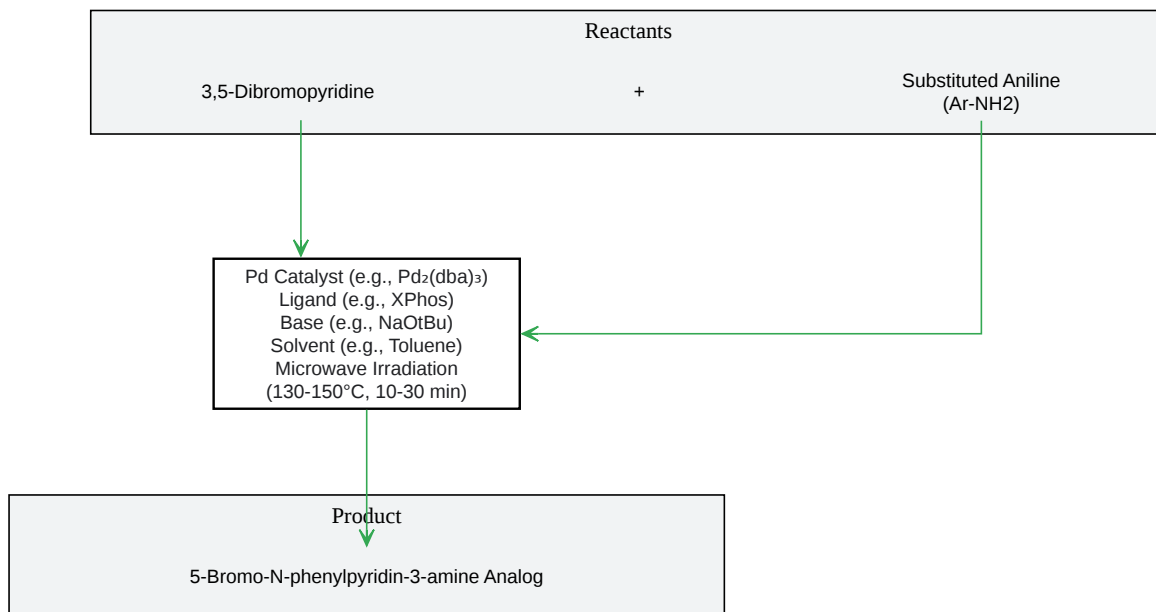 Reactants
3,5-Dibromopyridine
+
Substituted Aniline
(Ar-NH2)
Pd Catalyst (e.g., Pd₂(dba)₃)
Ligand (e.g., XPhos)
Base (e.g., NaOtBu)
Solvent (e.g., Toluene)
Microwave Irradiation
(130-150°C, 10-30 min)
Product
5-Bromo-N-phenylpyridin-3-amine Analog